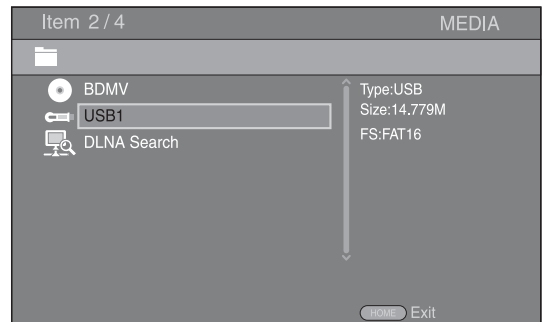 Item 2/4 MEDIA
BDMV
USB1
DLNA Search
Type:USB
Size:14.779M
FS:FAT16
HOME Exit